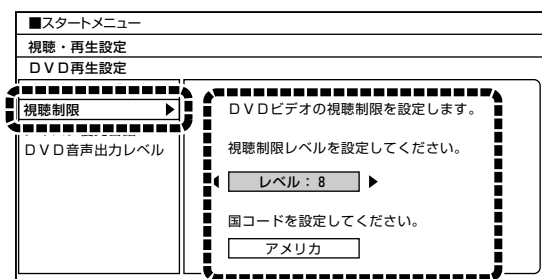 ■スタートメニュー
視聴・再生設定
ＤＶＤ再生設定
視聴制限 ▶
ＤＶＤ音声出力レベル
ＤＶＤビデオの視聴制限を設定します。
視聴制限レベルを設定してください。
◀ レベル：８ ▶
国コードを設定してください。
アメリカ